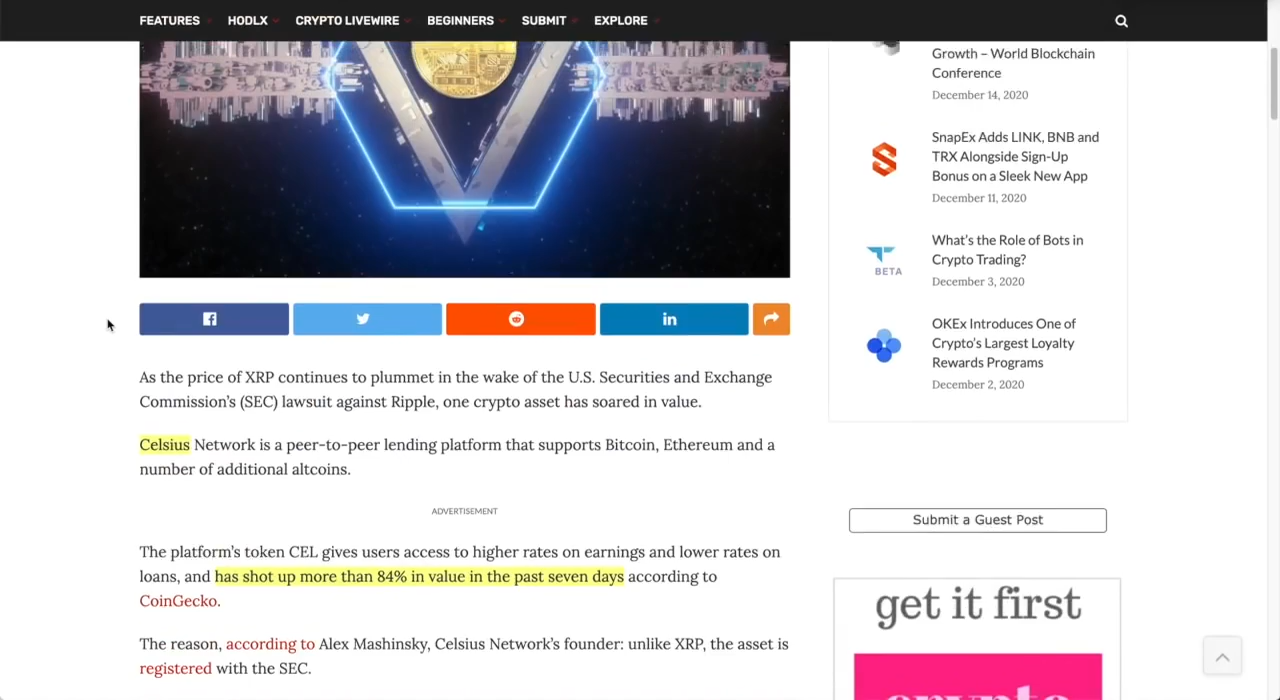 FEATURES HODLX CRYPTO LIVEWIRE BEGINNERS SUBMIT EXPLORE
As the price of XRP continues to plummet in the wake of the U.S. Securities and Exchange
Commission's (SEC) lawsuit against Ripple, one crypto asset has soared in value.
Celsius Network is a peer-to-peer lending platform that supports Bitcoin, Ethereum and a
number of additional altcoins.
ADVERTISEMENT
The platform's token CEL gives users access to higher rates on earnings and lower rates on
loans, and has shot up more than 84% in value in the past seven days according to
CoinGecko.
The reason, according to Alex Mashinsky, Celsius Network's founder: unlike XRP, the asset is
registered with the SEC.
Growth – World Blockchain
Conference
December 14, 2020
SnapEx Adds LINK, BNB and
TRX Alongside Sign-Up
Bonus on a Sleek New App
December 11, 2020
What's the Role of Bots in
Crypto Trading?
December 3, 2020
BETA
OKEx Introduces One of
Crypto's Largest Loyalty
Rewards Programs
December 2, 2020
Submit a Guest Post
get it first
crypto